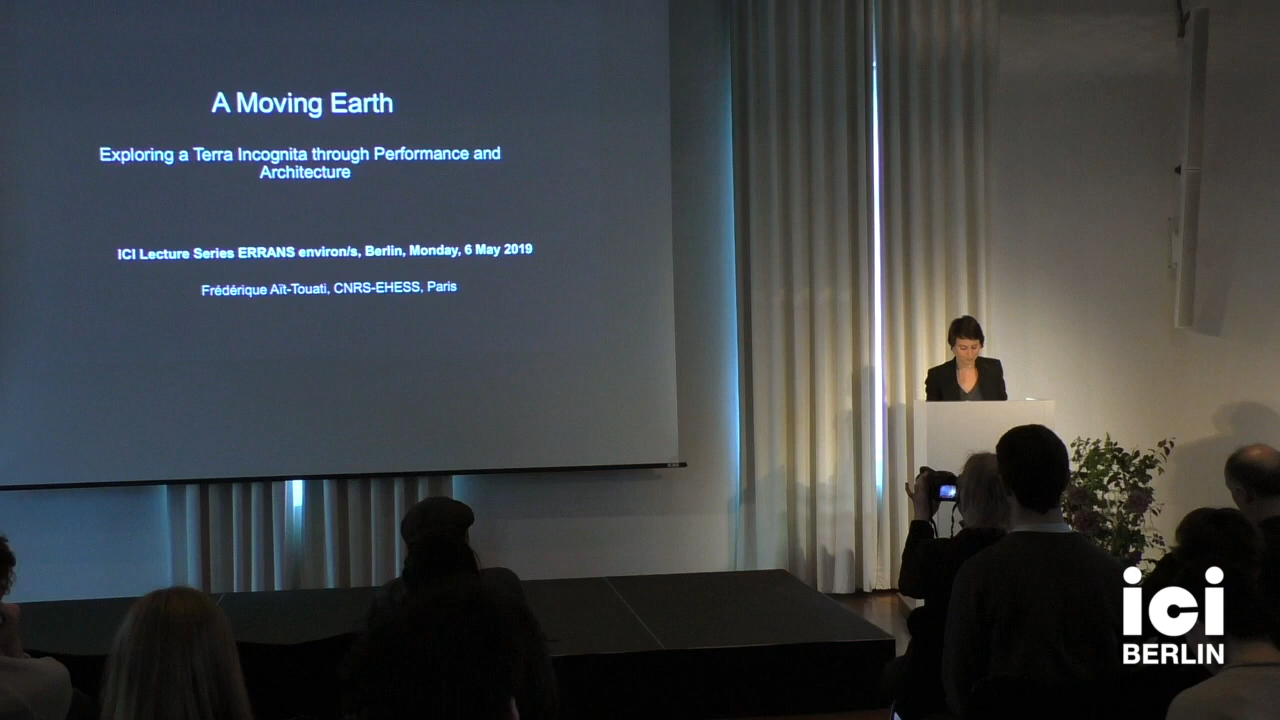 A Moving Earth
Exploring a Terra Incognita through Performance and
Architecture
ICI Lecture Series ERRANS environ/s, Berlin, Monday, 6 May 2019
Frédérique Aït-Touati, CNRS-EHESS, Paris
ici
BERLIN